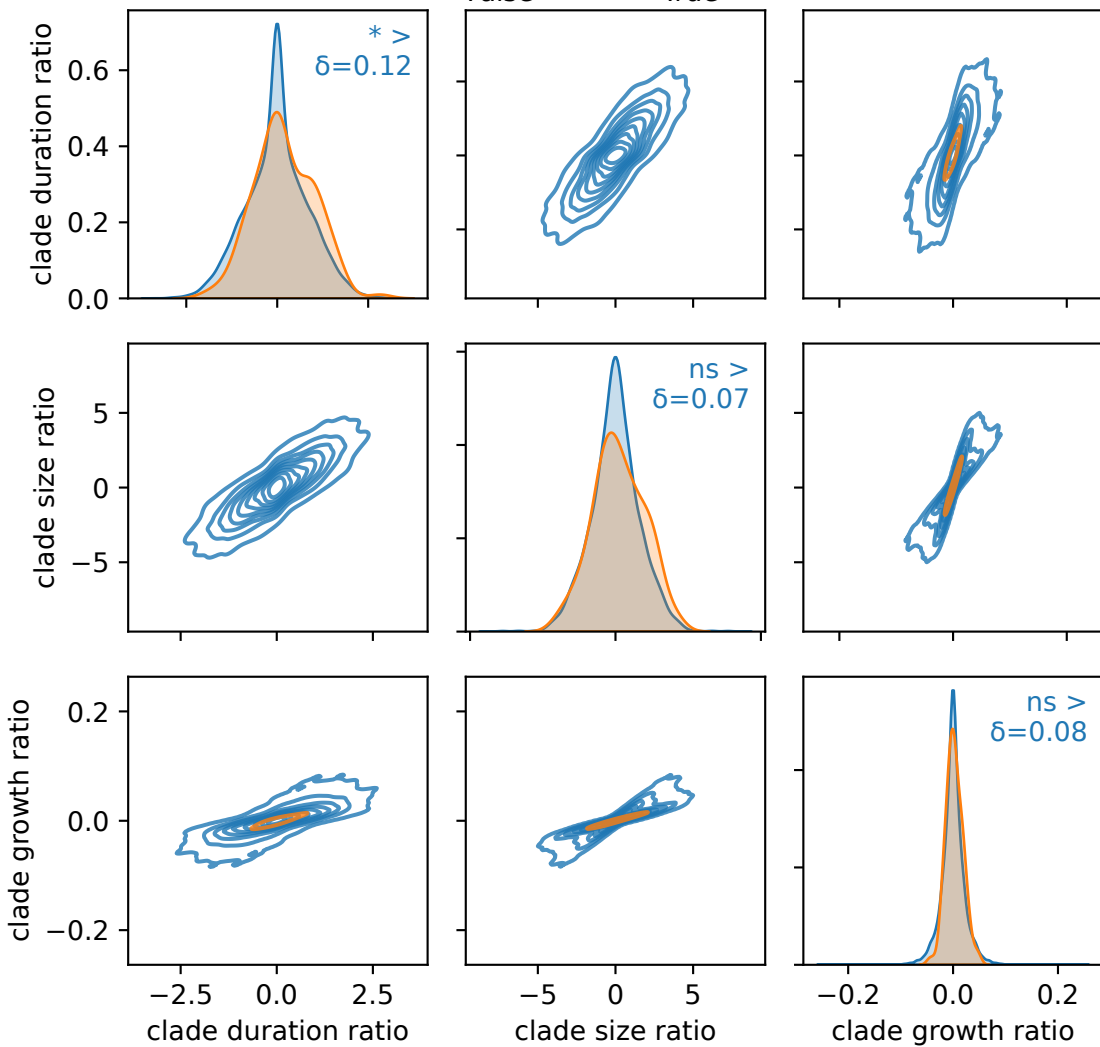 * >
δ=0.12
clade duration ratio
0.6
0.4
0.2
0.0
ns >
δ=0.07
clade size ratio
5
0
−5
ns >
δ=0.08
clade growth ratio
0.2
0.0
−0.2
−2.5 0.0 2.5
−5 0 5
−0.2 0.0 0.2
clade duration ratio
clade size ratio
clade growth ratio